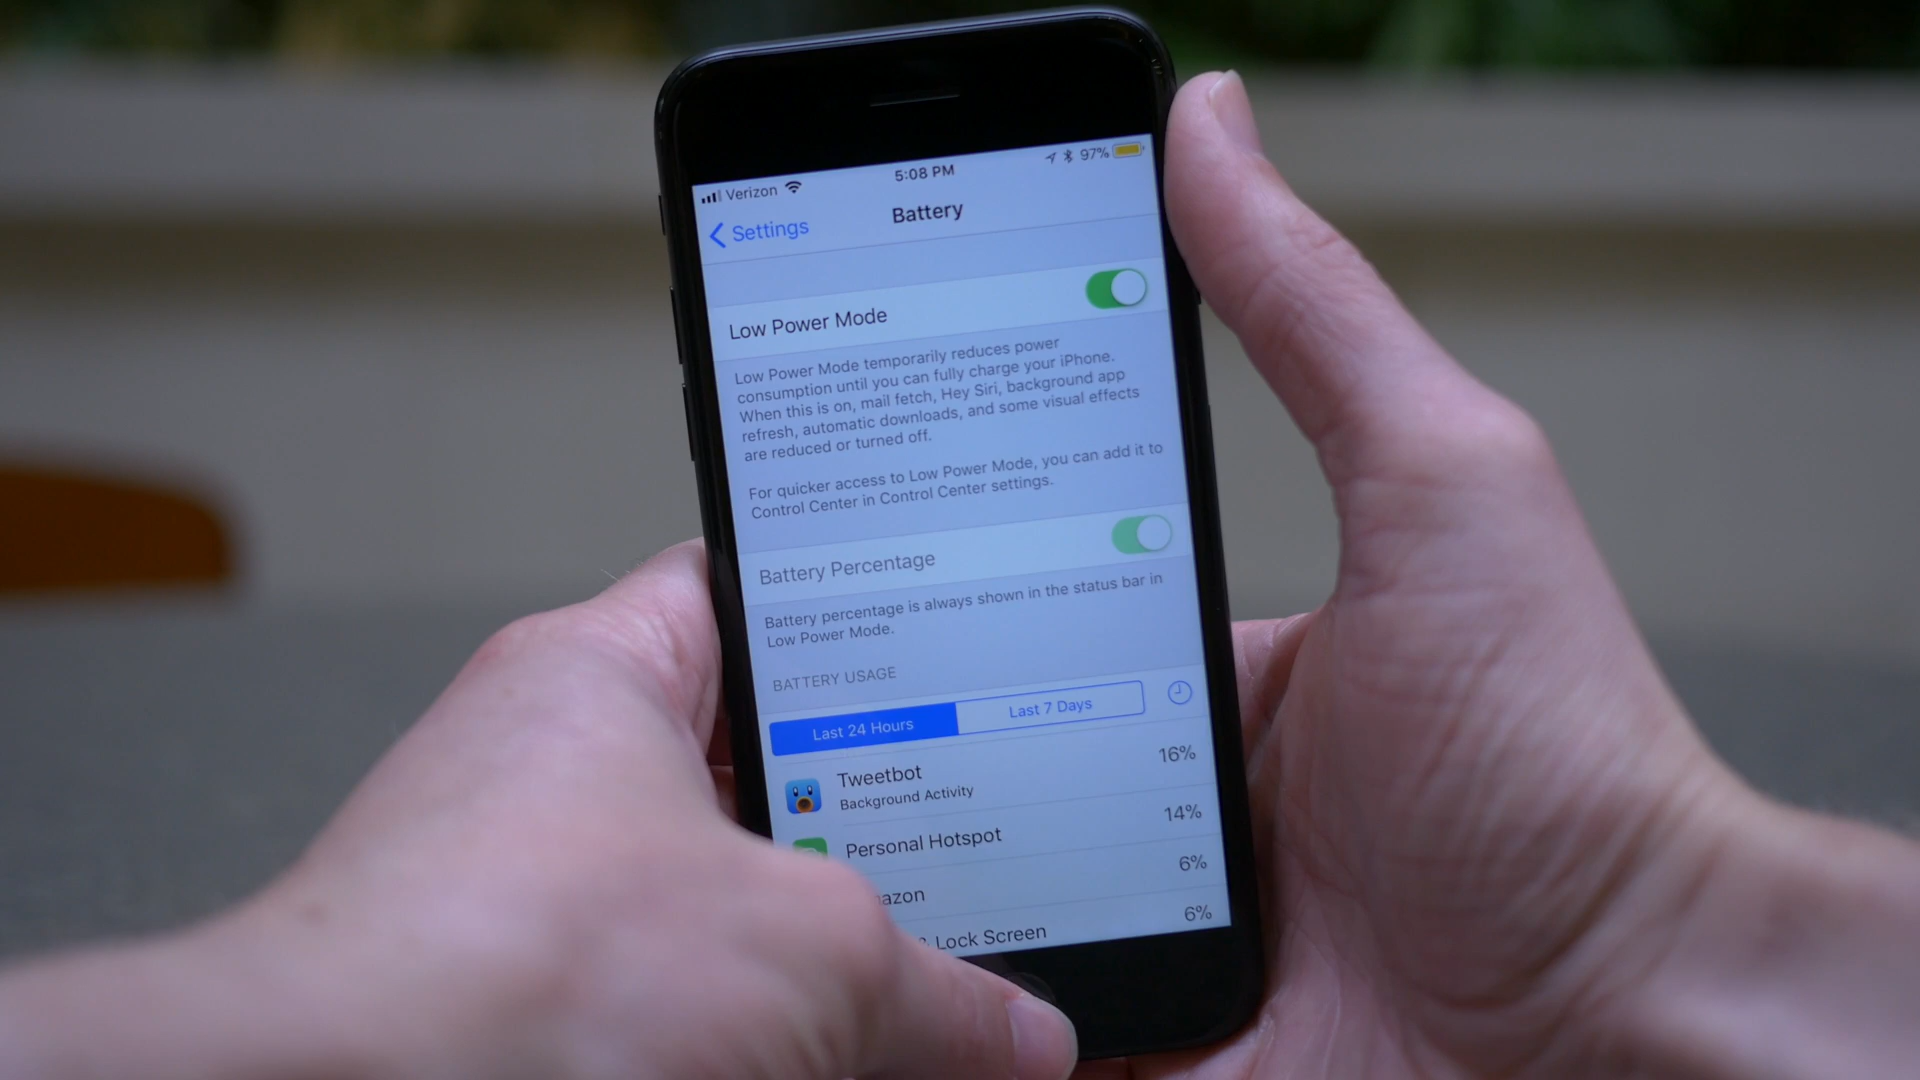 Verizon 5:08 PM 97%
Settings Battery
Low Power Mode
Low Power Mode temporarily reduces power
consumption until you can fully charge your iPhone.
When this is on, mail fetch, Hey Siri, background app
refresh, automatic downloads, and some visual effects
are reduced or turned off.
For quicker access to Low Power Mode, you can add it to
Control Center in Control Center settings.
Battery Percentage
Battery percentage is always shown in the status bar in
Low Power Mode.
BATTERY USAGE
Last 24 Hours Last 7 Days
Tweetbot 16%
Background Activity
Personal Hotspot 14%
azon 6%
Lock Screen 6%